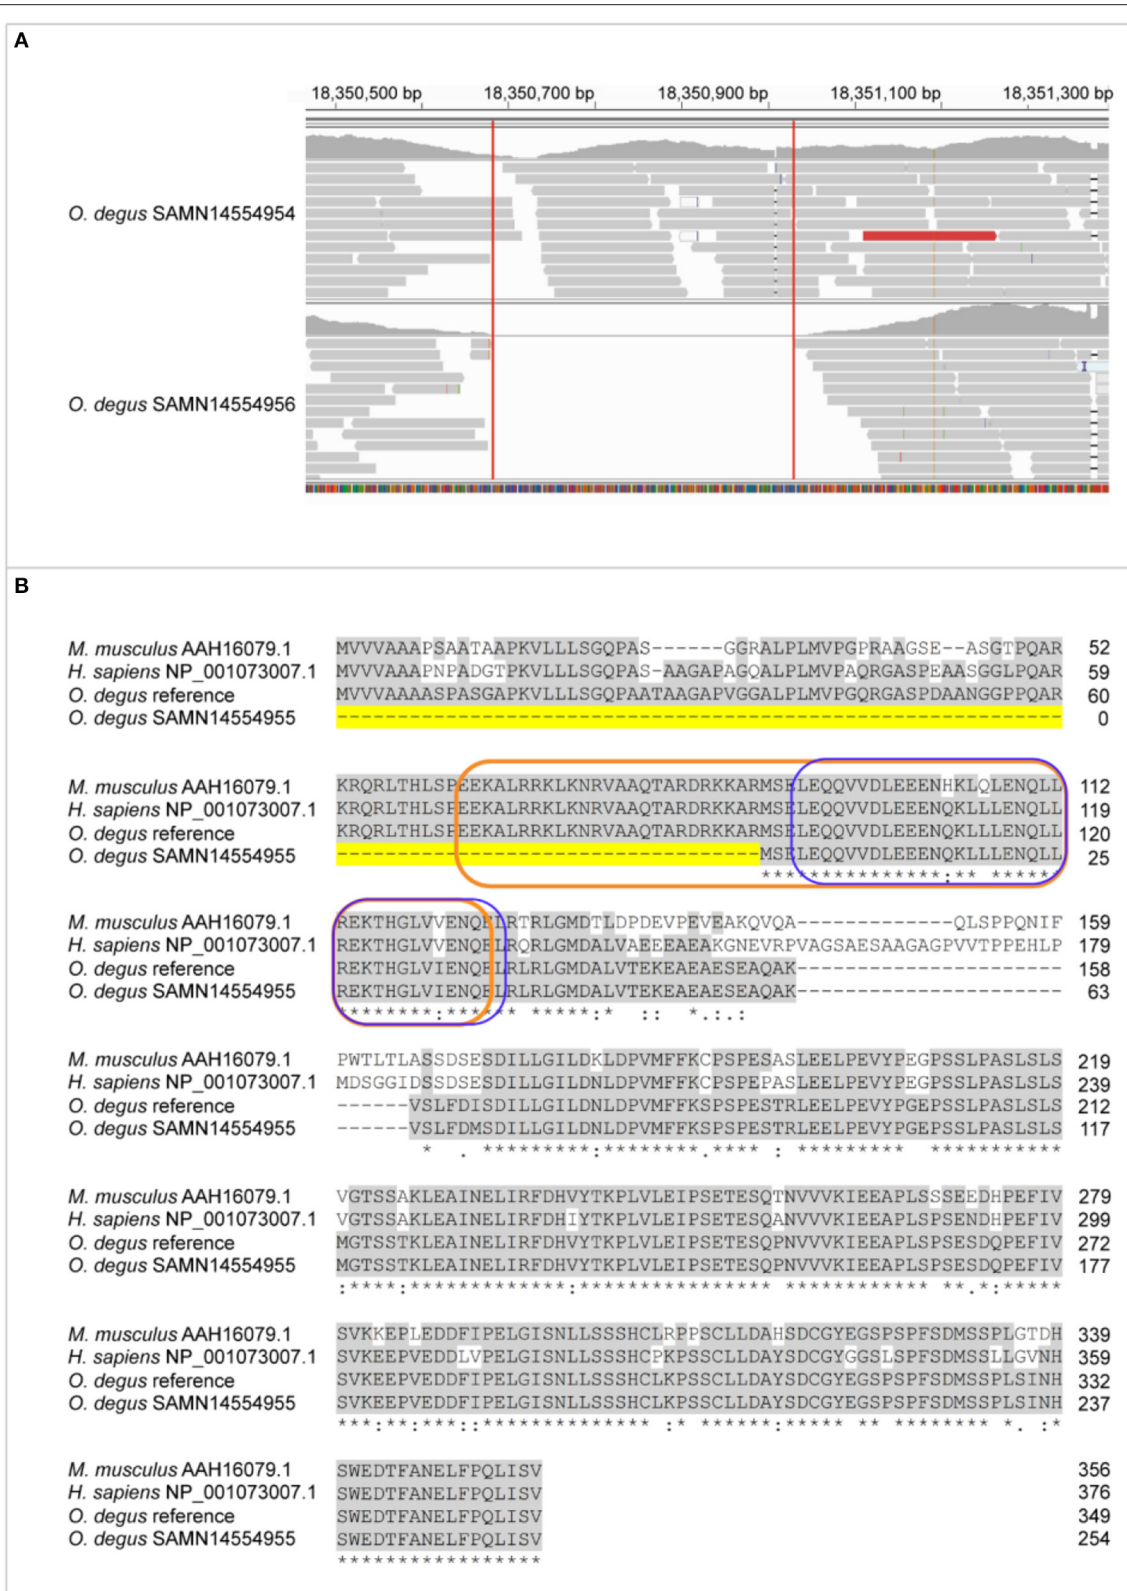 A
18,350,500 bp 18,350,700 bp 18,350,900 bp 18,351,100 bp 18,351,300 bp
O. degus SAMN14554954
O. degus SAMN14554956
B
M. musculus AAH16079.1 MVVVAAAPSAATAAPKVLLLSGQPAS------GGRALPLMVPGPRAAGSE--ASGTPQAR 52
H. sapiens NP_001073007.1 MVVVAAAPNPADGTPKVLLLSGQPAS-AAGAPAGQALPLMVPAQRGASPEAASGGLPQAR 59
O. degus reference MVVVAAAASPASGAPKVLLLSGQPAATAAGAPVGGALPLMVPGQRGASPDAANGGPPQAR 60
O. degus SAMN14554955 ------------------------------------------------------------ 0
M. musculus AAH16079.1 KRQRLTHLSPEEKALRRKLKNRVAAQTARDRKKARMSELEQQVVDLEEENHKLQLENQLL 112
H. sapiens NP_001073007.1 KRQRLTHLSPEEKALRRKLKNRVAAQTARDRKKARMSELEQQVVDLEEENQKLLLENQLL 119
O. degus reference KRQRLTHLSPEEKALRRKLKNRVAAQTARDRKKARMSELEQQVVDLEEENQKLLLENQLL 120
O. degus SAMN14554955 -----------------------------------MSELEQQVVDLEEENQKLLLENQLL 25
***************:** ******
M. musculus AAH16079.1 REKTHGLVVENQELRTRLGMDTLDPDEVPEVEAKQVQA-------------QLSPPQNIF 159
H. sapiens NP_001073007.1 REKTHGLVVENQELRQRLGMDALVAEEEAEAKGNEVRPVAGSAESAAGAGPVVTPPEHLP 179
O. degus reference REKTHGLVIENQELRLRLGMDALVTEKEAEAESEAQAK---------------------- 158
O. degus SAMN14554955 REKTHGLVIENQELRLRLGMDALVTEKEAEAESEAQAK---------------------- 63
********:****** *****:* :: *.:.:
M. musculus AAH16079.1 PWTLTLASSDSESDILLGILDKLDPVMFFKCPSPESASLEELPEVYPEGPSSLPASLSLS 219
H. sapiens NP_001073007.1 MDSGGIDSSDSESDILLGILDNLDPVMFFKCPSPEPASLEELPEVYPEGPSSLPASLSLS 239
O. degus reference ------VSLFDISDILLGILDNLDPVMFFKSPSPESTRLEELPEVYPGEPSSLPASLSLS 212
O. degus SAMN14554955 ------VSLFDMSDILLGILDNLDPVMFFKSPSPESTRLEELPEVYPGEPSSLPASLSLS 117
* . *********:********.**** : ********* ***********
M. musculus AAH16079.1 VGTSSAKLEAINELIRFDHVYTKPLVLEIPSETESQTNVVVKIEEAPLSSSEEDHPEFIV 279
H. sapiens NP_001073007.1 VGTSSAKLEAINELIRFDHIYTKPLVLEIPSETESQANVVVKIEEAPLSPSENDHPEFIV 299
O. degus reference MGTSSTKLEAINELIRFDHVYTKPLVLEIPSETESQPNVVVKIEEAPLSPSESDQPEFIV 272
O. degus SAMN14554955 MGTSSTKLEAINELIRFDHVYTKPLVLEIPSETESQPNVVVKIEEAPLSPSESDQPEFIV 177
:****:*************:**************** ************ **.*:*****
M. musculus AAH16079.1 SVKKEPLEDDFIPELGISNLLSSSHCLRPPSCLLDAHSDCGYEGSPSPFSDMSSPLGTDH 339
H. sapiens NP_001073007.1 SVKEEPVEDDLVPELGISNLLSSSHCPKPSSCLLDAYSDCGYGGSLSPFSDMSSLLGVNH 359
O. degus reference SVKEEPVEDDFIPELGISNLLSSSHCLKPSSCLLDAYSDCGYEGSPSPFSDMSSPLSINH 332
O. degus SAMN14554955 SVKEEPVEDDFIPELGISNLLSSSHCLKPSSCLLDAYSDCGYEGSPSPFSDMSSPLSINH 237
***:**:***::************** :* ******:***** ** ******** *. :*
M. musculus AAH16079.1 SWEDTFANELFPQLISV 356
H. sapiens NP_001073007.1 SWEDTFANELFPQLISV 376
O. degus reference SWEDTFANELFPQLISV 349
O. degus SAMN14554955 SWEDTFANELFPQLISV 254
*****************